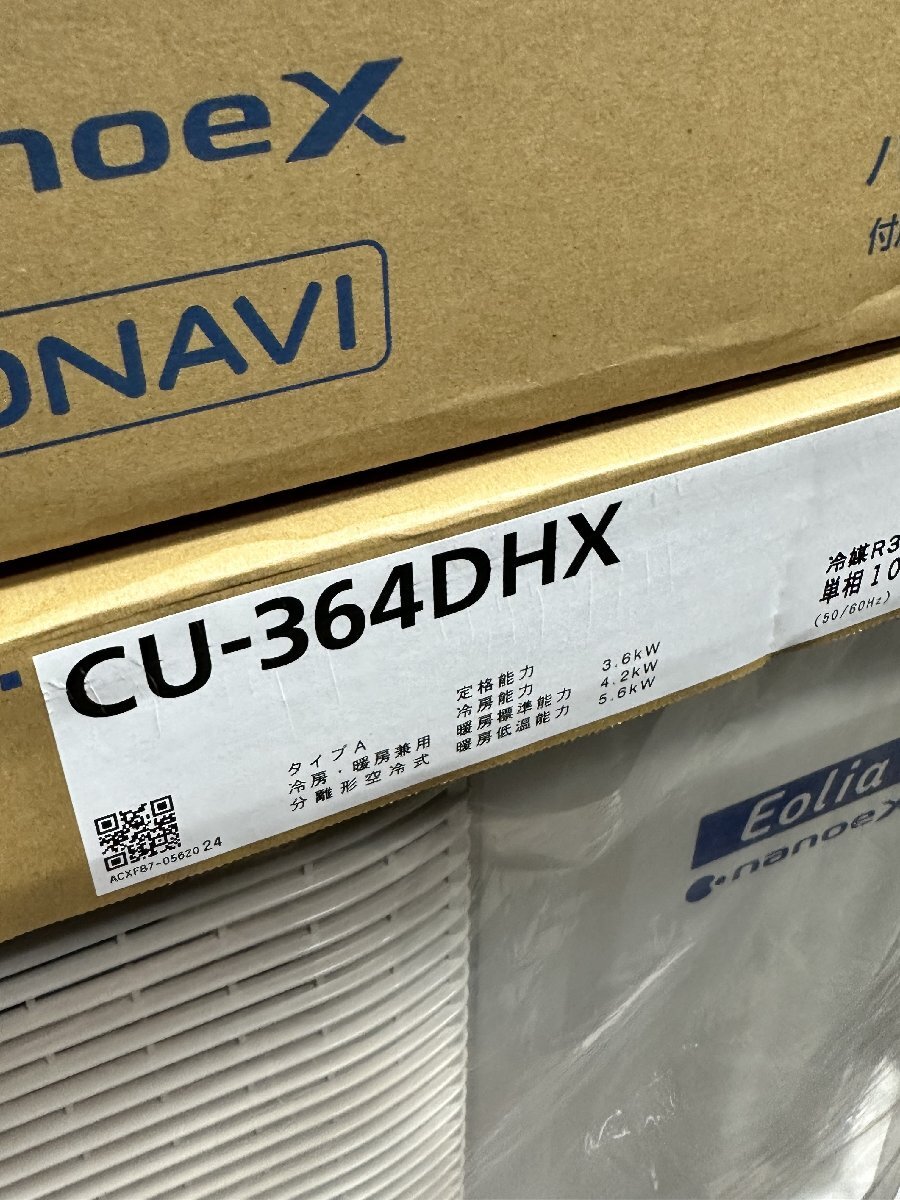 noeX
ONAVI
付
CU-364DHX
冷媒R3
単相10
(50/60Hz)
タイプA
冷房・暖房兼用
分離形空冷式
定格能力
冷房能力 3.6kW
暖房標準能力 4.2kW
暖房低温能力 5.6kW
ACXF87-05620 24
Eolia
nanoeX